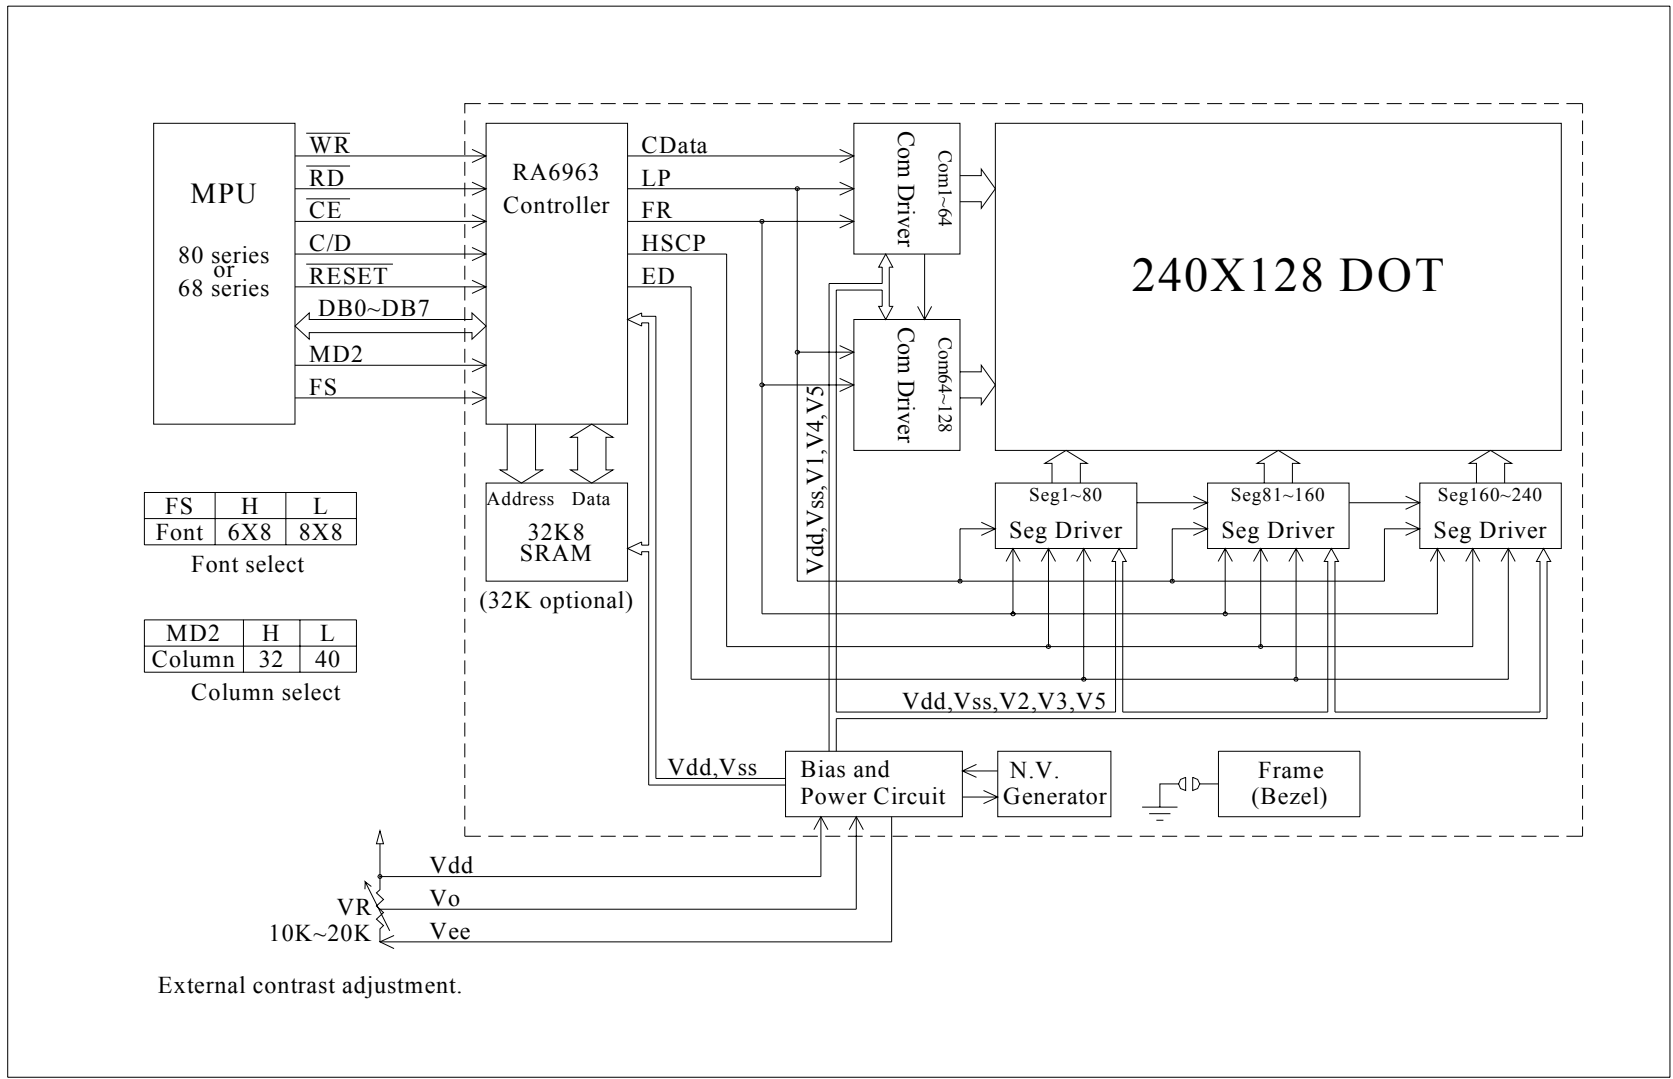 MPU
80 series
or
68 series
WR
RD
CE
C/D
RESET
DB0~DB7
MD2
FS
RA6963
Controller
CData
LP
FR
HSCP
ED
Com Driver
Com1~64
Com Driver
Com64~128
240X128 DOT
Address Data
32K8
SRAM
(32K optional)
Vdd,Vss,V1,V4,V5
Seg1~80
Seg Driver
Seg81~160
Seg Driver
Seg160~240
Seg Driver
FS H L
Font 6X8 8X8
Font select
MD2 H L
Column 32 40
Column select
Vdd,Vss,V2,V3,V5
Vdd,Vss
Bias and
Power Circuit
N.V.
Generator
Frame
(Bezel)
Vdd
Vo
Vee
VR
10K~20K
External contrast adjustment.